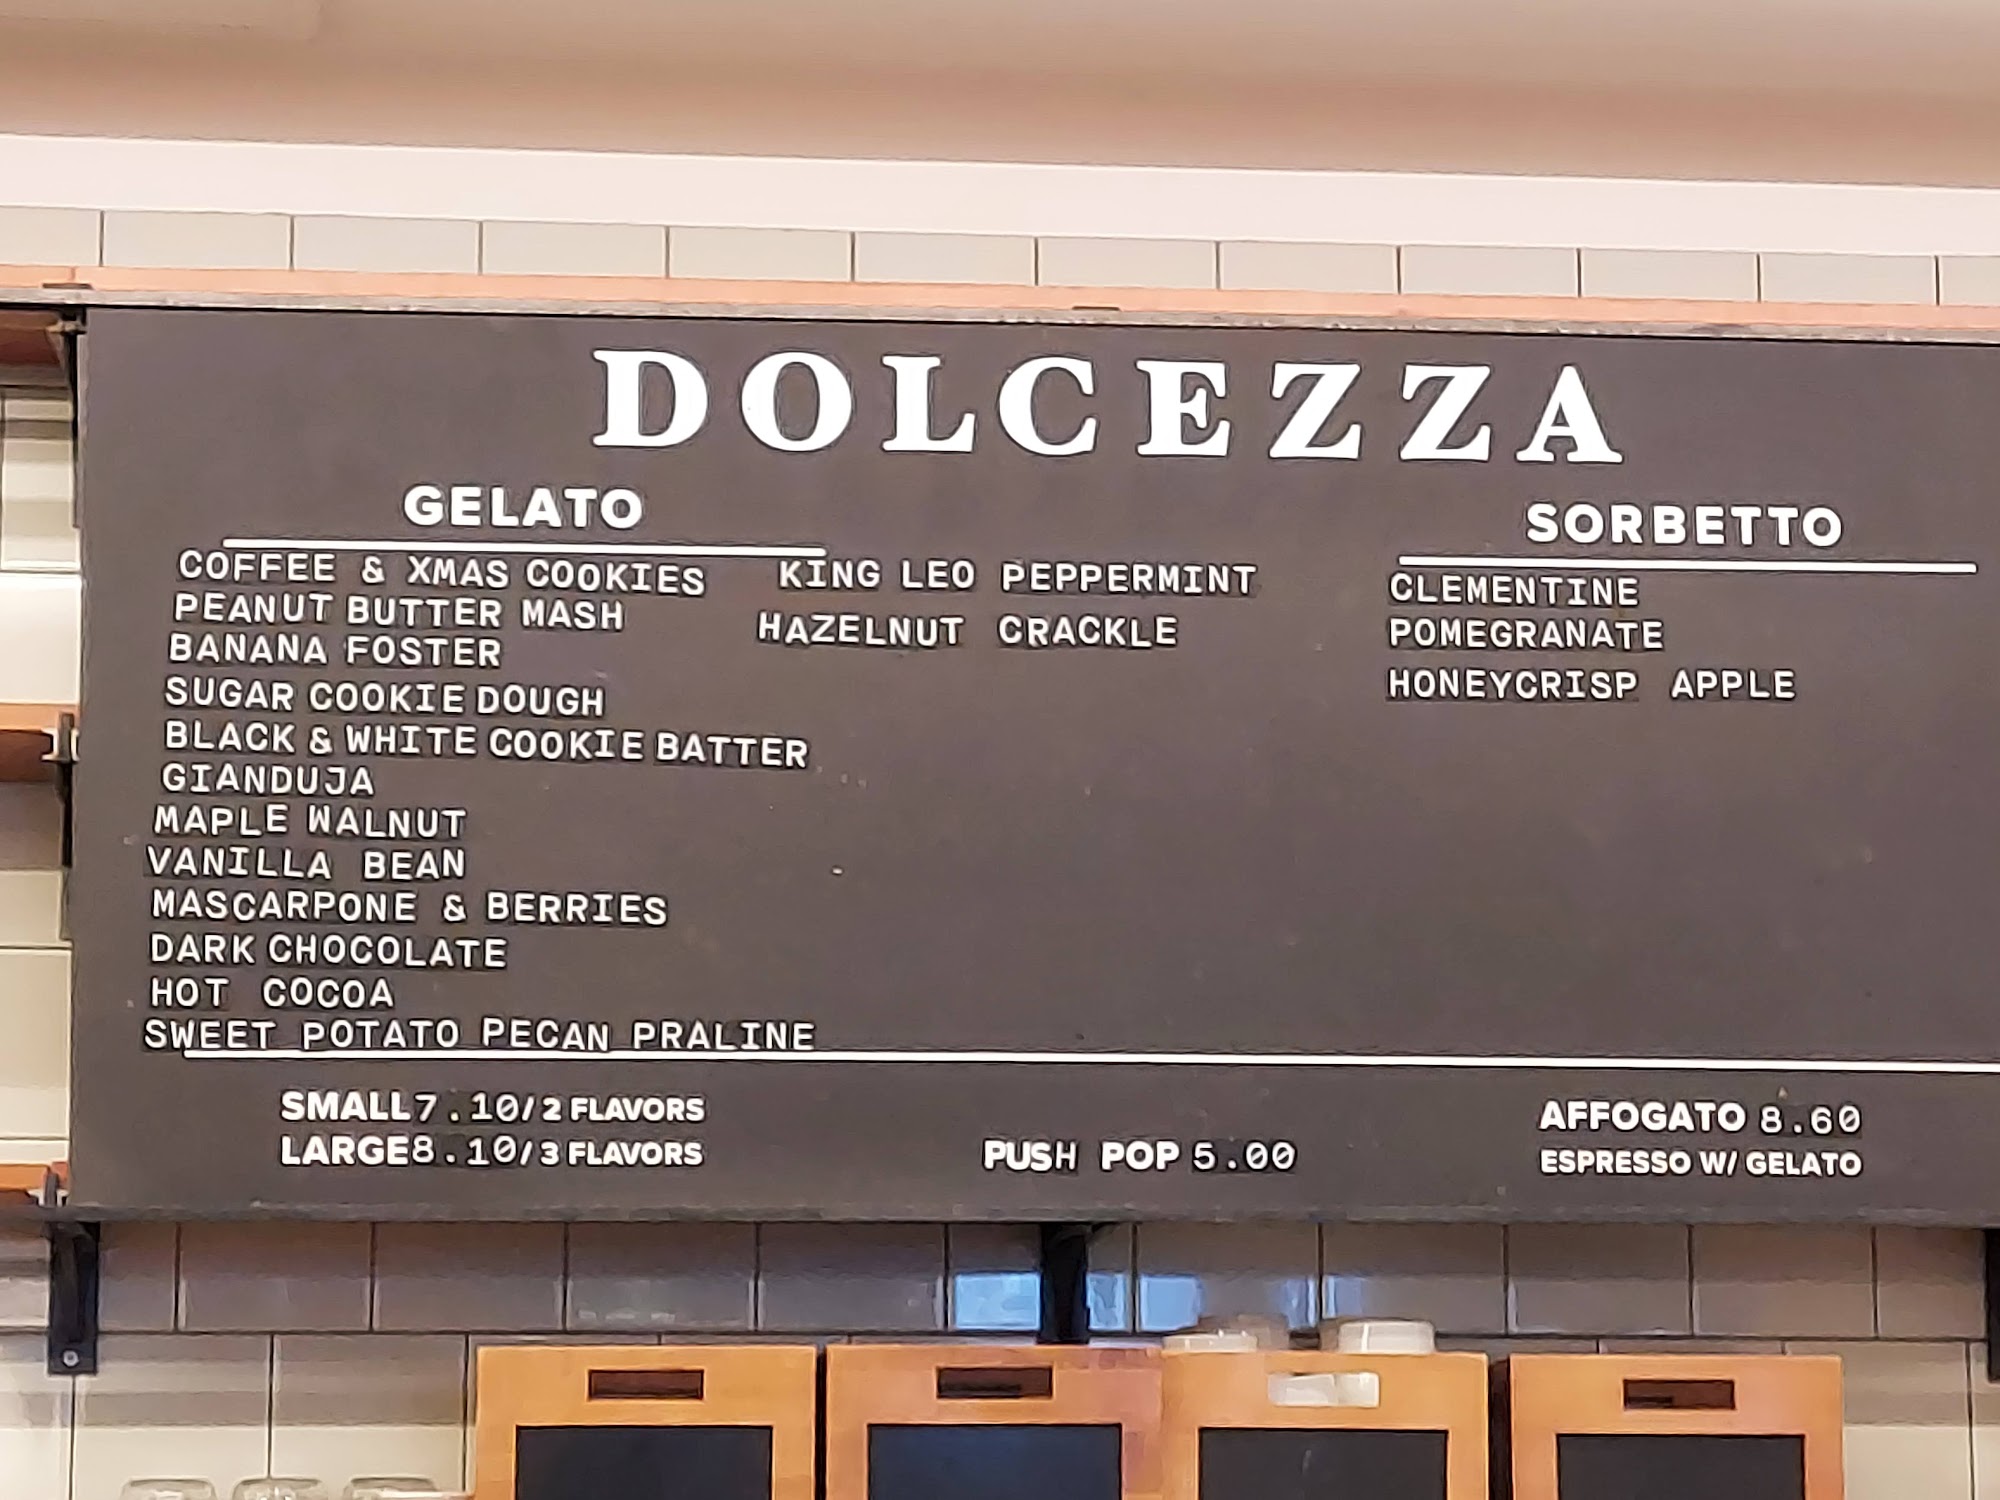 DOLCEZZA
GELATO
COFFEE & XMAS COOKIES
PEANUT BUTTER MASH
BANANA FOSTER
SUGAR COOKIE DOUGH
BLACK & WHITE COOKIE BATTER
GIANDUJA
MAPLE WALNUT
VANILLA BEAN
MASCARPONE & BERRIES
DARK CHOCOLATE
HOT COCOA
SWEET POTATO PECAN PRALINE
KING LEO PEPPERMINT
HAZELNUT CRACKLE
SORBETTO
CLEMENTINE
POMEGRANATE
HONEYCRISP APPLE
SMALL 7.10/2 FLAVORS
LARGE 8.10/3 FLAVORS
PUSH POP 5.00
AFFOGATO 8.60
ESPRESSO W/ GELATO